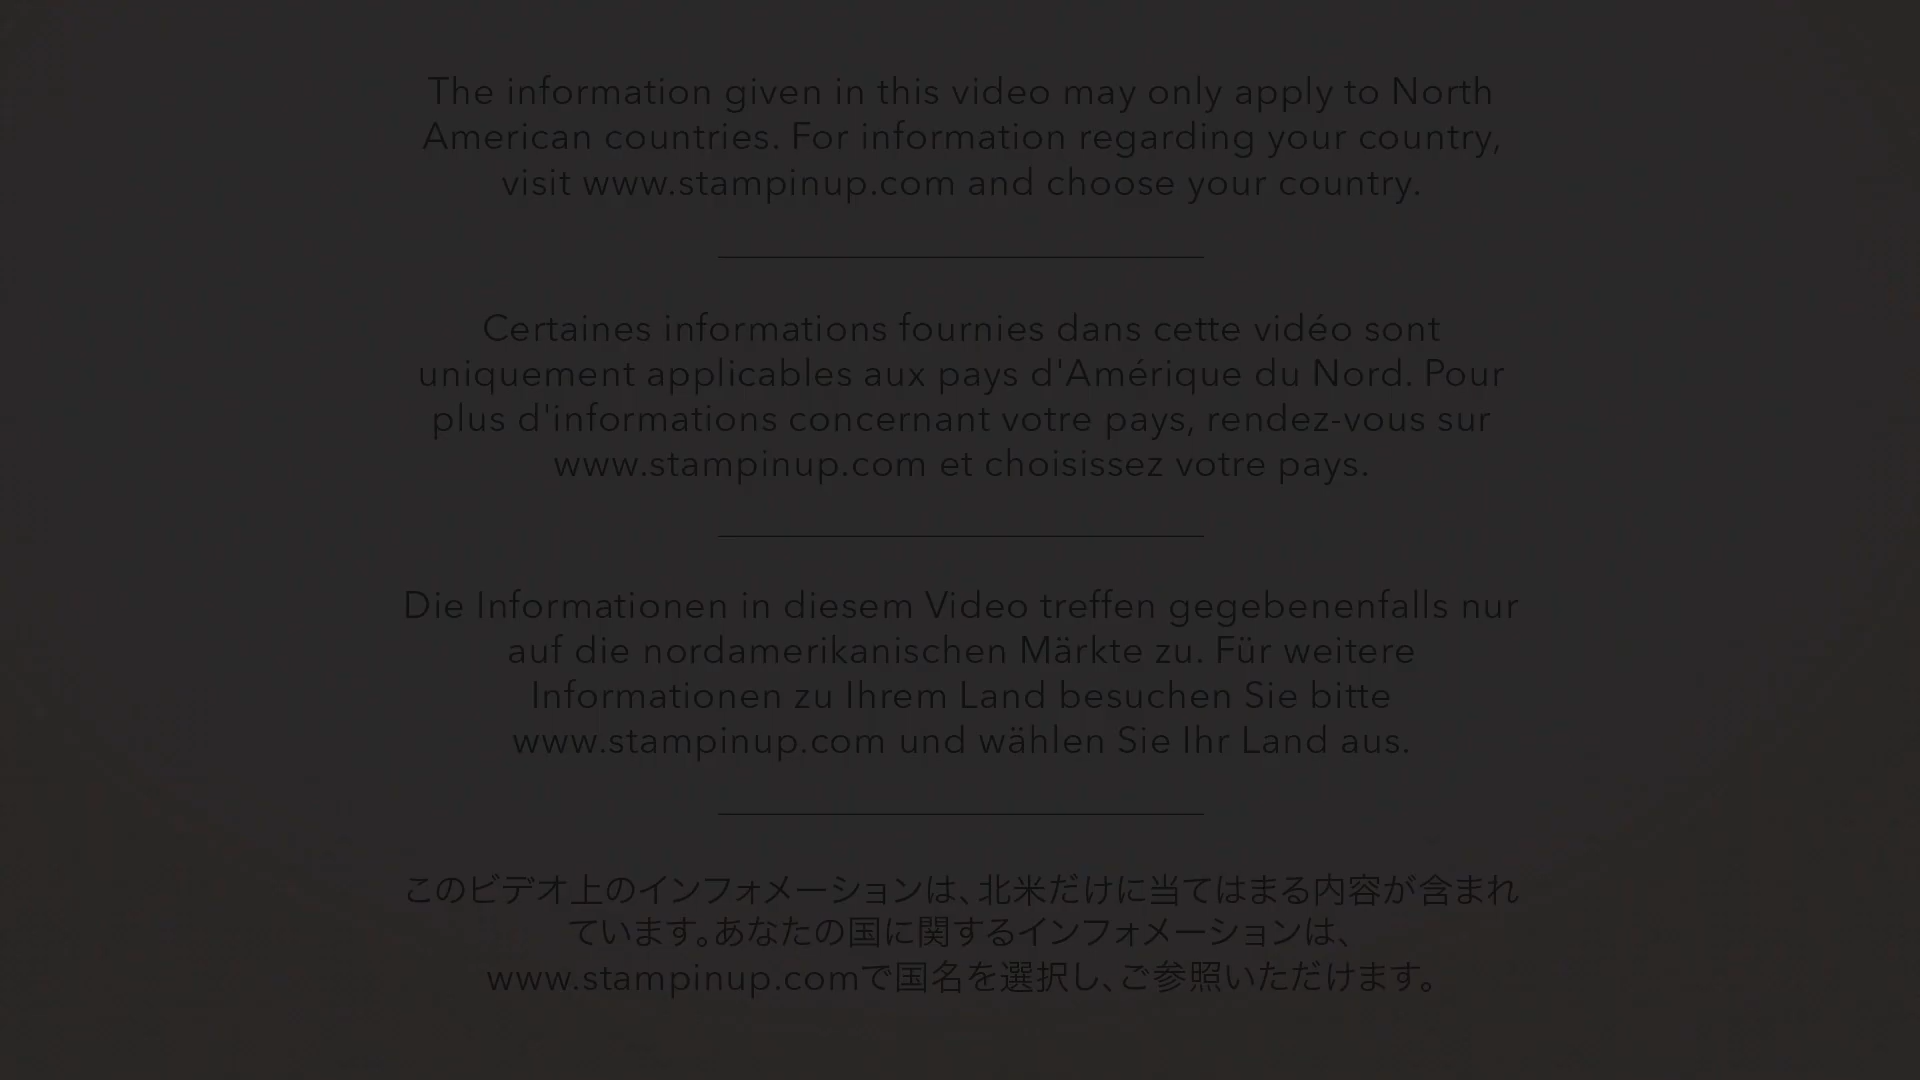 The information given in this video may only apply to North
American countries. For information regarding your country,
visit www.stampinup.com and choose your country.
Certaines informations fournies dans cette vidéo sont
uniquement applicables aux pays d'Amérique du Nord. Pour
plus d'informations concernant votre pays, rendez-vous sur
www.stampinup.com et choisissez votre pays.
Die Informationen in diesem Video treffen gegebenenfalls nur
auf die nordamerikanischen Märkte zu. Für weitere
Informationen zu Ihrem Land besuchen Sie bitte
www.stampinup.com und wählen Sie Ihr Land aus.
このビデオ上のインフォメーションは、北米だけに当てはまる内容が含まれ
ています。あなたの国に関するインフォメーションは、
www.stampinup.comで国名を選択し、ご参照いただけます。